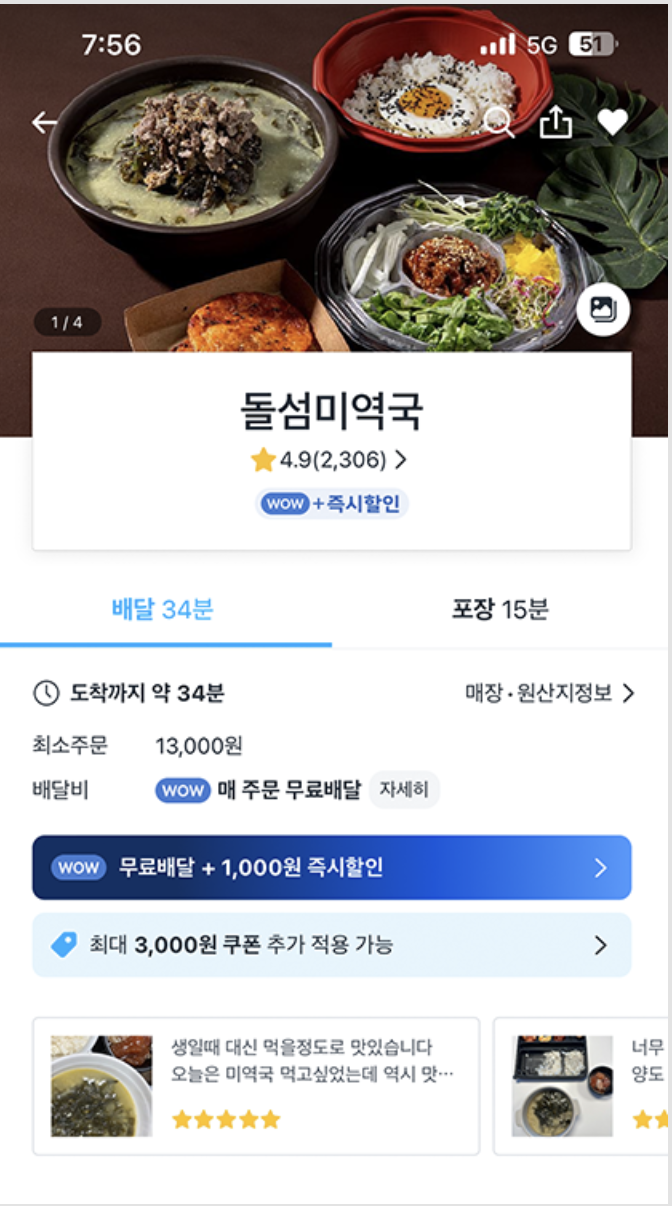 7:56
5G
51
1 / 4
돌섬미역국
4.9(2,306)
WOW +즉시할인
배달 34분
포장 15분
도착까지 약 34분
매장 · 원산지정보
최소주문 13,000원
배달비 WOW 매 주문 무료배달 자세히
WOW 무료배달 + 1,000원 즉시할인
최대 3,000원 쿠폰 추가 적용 가능
생일때 대신 먹을정도로 맛있습니다
오늘은 미역국 먹고싶었는데 역시 맛···
너무
양도